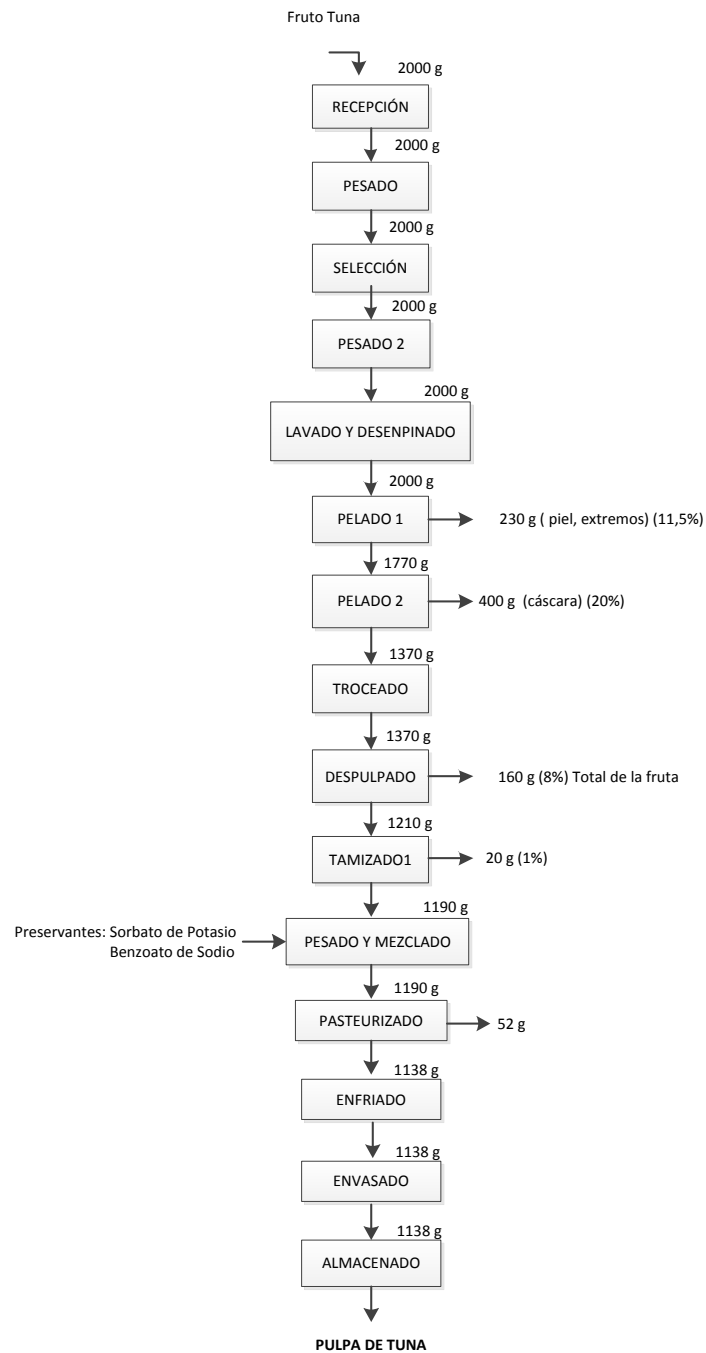 Fruto Tuna
2000 g
RECEPCIÓN
2000 g
PESADO
2000 g
SELECCIÓN
2000 g
PESADO 2
2000 g
LAVADO Y DESENPINADO
2000 g
PELADO 1
230 g ( piel, extremos) (11,5%)
1770 g
PELADO 2
400 g (cáscara) (20%)
1370 g
TROCEADO
1370 g
DESPULPADO
160 g (8%) Total de la fruta
1210 g
TAMIZADO1
20 g (1%)
1190 g
Preservantes: Sorbato de Potasio
Benzoato de Sodio
PESADO Y MEZCLADO
1190 g
PASTEURIZADO
52 g
1138 g
ENFRIADO
1138 g
ENVASADO
1138 g
ALMACENADO
PULPA DE TUNA